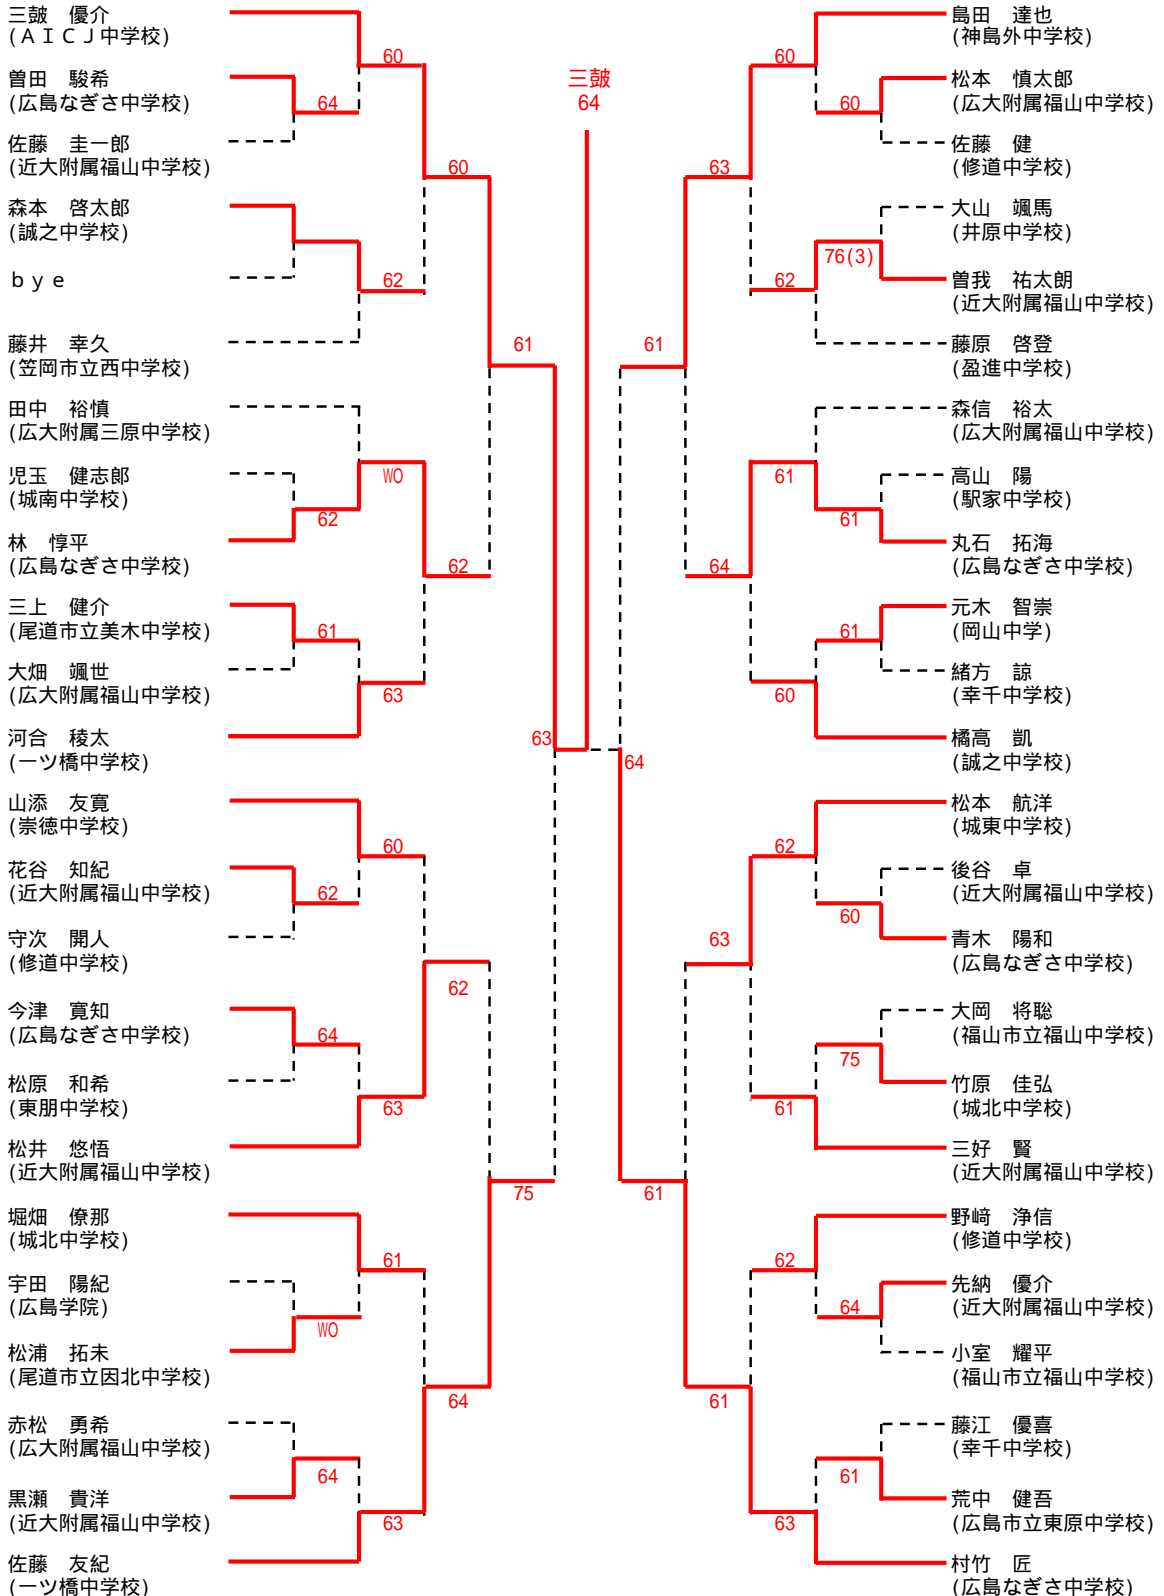 三皷　優介
(ＡＩＣＪ中学校)
60
曽田　駿希
(広島なぎさ中学校)
64
佐藤　圭一郎
(近大附属福山中学校)
60
森本　啓太郎
(誠之中学校)
ｂｙｅ
62
藤井　幸久
(笠岡市立西中学校)
61
田中　裕慎
(広大附属三原中学校)
児玉　健志郎
(城南中学校)
WO
62
林　惇平
(広島なぎさ中学校)
62
三上　健介
(尾道市立美木中学校)
61
大畑　颯世
(広大附属福山中学校)
63
河合　稜太
(一ツ橋中学校)
63
山添　友寛
(崇徳中学校)
60
花谷　知紀
(近大附属福山中学校)
62
守次　開人
(修道中学校)
62
今津　寛知
(広島なぎさ中学校)
64
松原　和希
(東朋中学校)
63
松井　悠悟
(近大附属福山中学校)
75
堀畑　僚那
(城北中学校)
61
宇田　陽紀
(広島学院)
WO
松浦　拓未
(尾道市立因北中学校)
64
赤松　勇希
(広大附属福山中学校)
64
黒瀬　貴洋
(近大附属福山中学校)
63
佐藤　友紀
(一ツ橋中学校)
三皷
64
島田　達也
(神島外中学校)
60
松本　慎太郎
(広大附属福山中学校)
60
佐藤　健
(修道中学校)
63
大山　颯馬
(井原中学校)
76(3)
62
曽我　祐太朗
(近大附属福山中学校)
藤原　啓登
(盈進中学校)
61
森信　裕太
(広大附属福山中学校)
61
高山　陽
(駅家中学校)
61
丸石　拓海
(広島なぎさ中学校)
64
元木　智崇
(岡山中学)
61
緒方　諒
(幸千中学校)
60
橘高　凱
(誠之中学校)
64
松本　航洋
(城東中学校)
62
後谷　卓
(近大附属福山中学校)
60
青木　陽和
(広島なぎさ中学校)
63
大岡　将聡
(福山市立福山中学校)
75
竹原　佳弘
(城北中学校)
61
三好　賢
(近大附属福山中学校)
61
野﨑　浄信
(修道中学校)
62
先納　優介
(近大附属福山中学校)
64
小室　耀平
(福山市立福山中学校)
61
藤江　優喜
(幸千中学校)
61
荒中　健吾
(広島市立東原中学校)
63
村竹　匠
(広島なぎさ中学校)